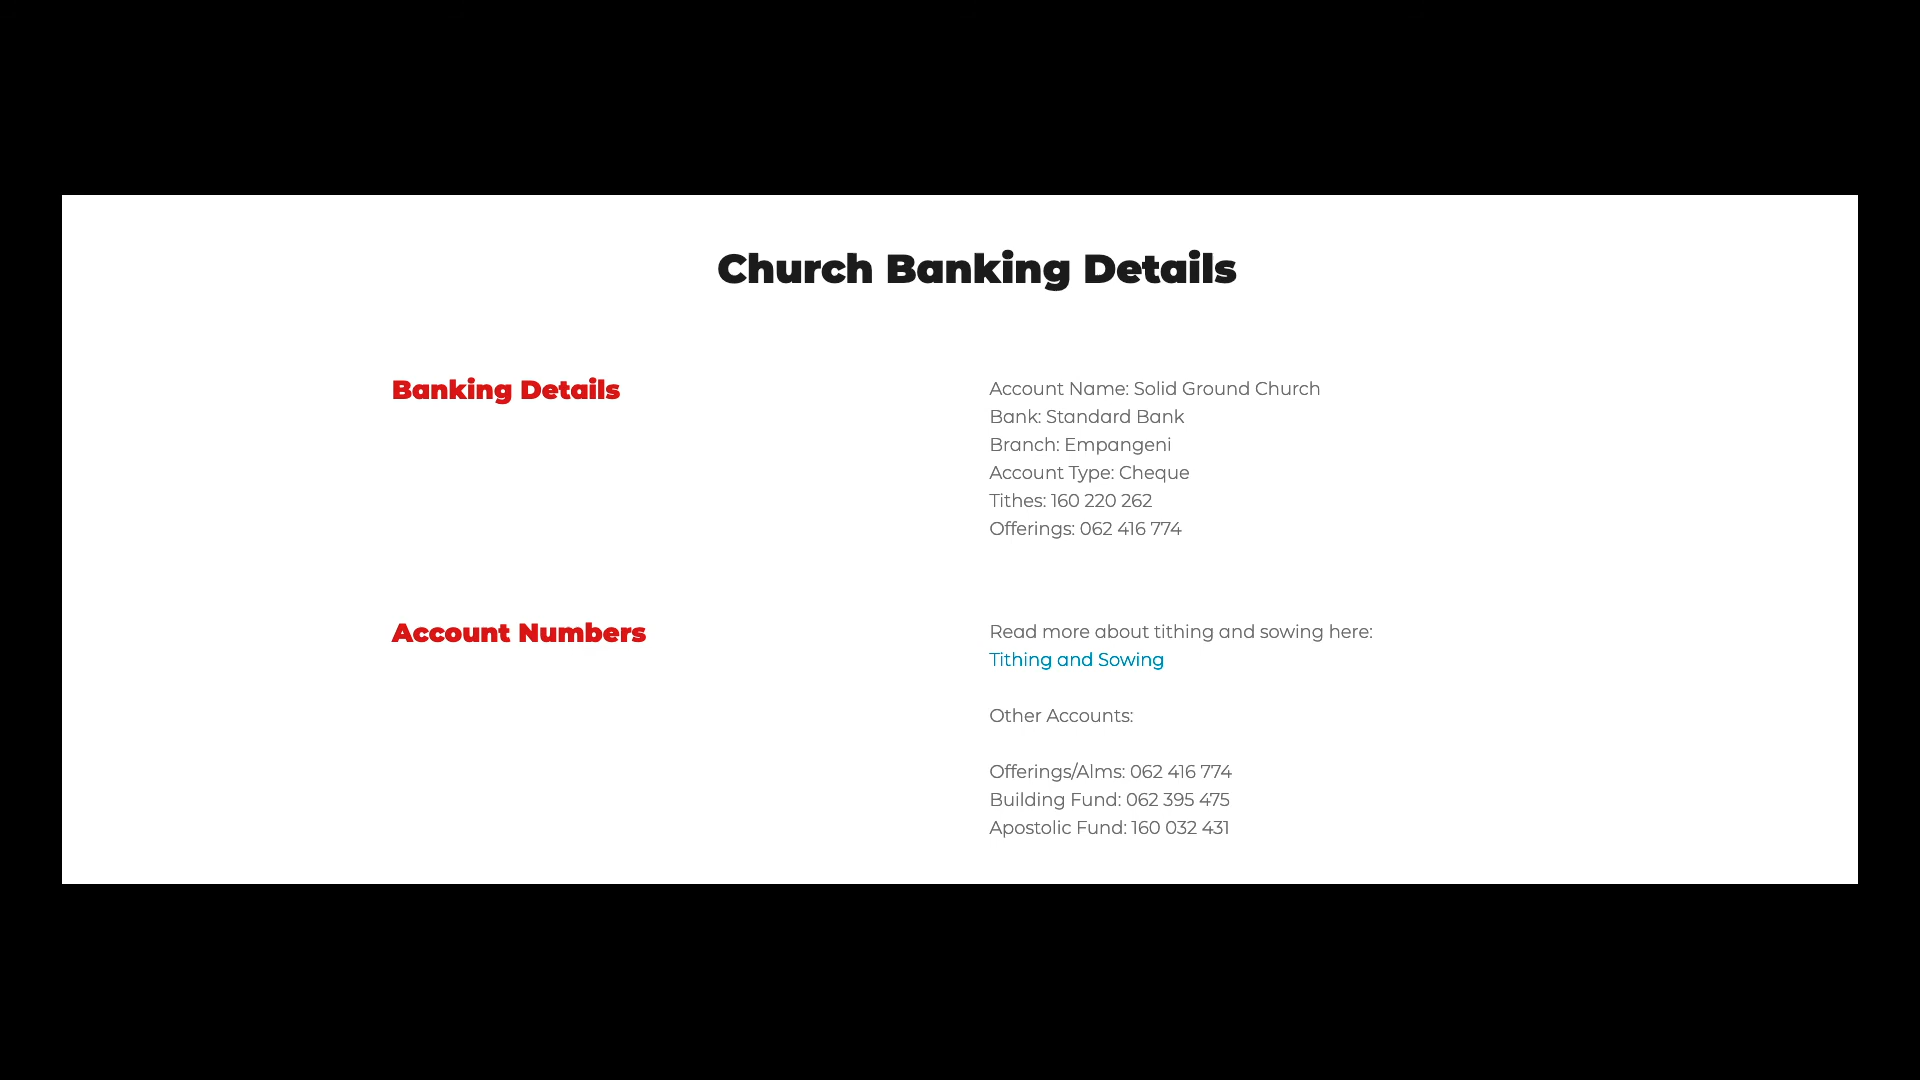 Church Banking Details
Banking Details
Account Name: Solid Ground Church
Bank: Standard Bank
Branch: Empangeni
Account Type: Cheque
Tithes: 160 220 262
Offerings: 062 416 774
Account Numbers
Read more about tithing and sowing here:
Tithing and Sowing
Other Accounts:
Offerings/Alms: 062 416 774
Building Fund: 062 395 475
Apostolic Fund: 160 032 431